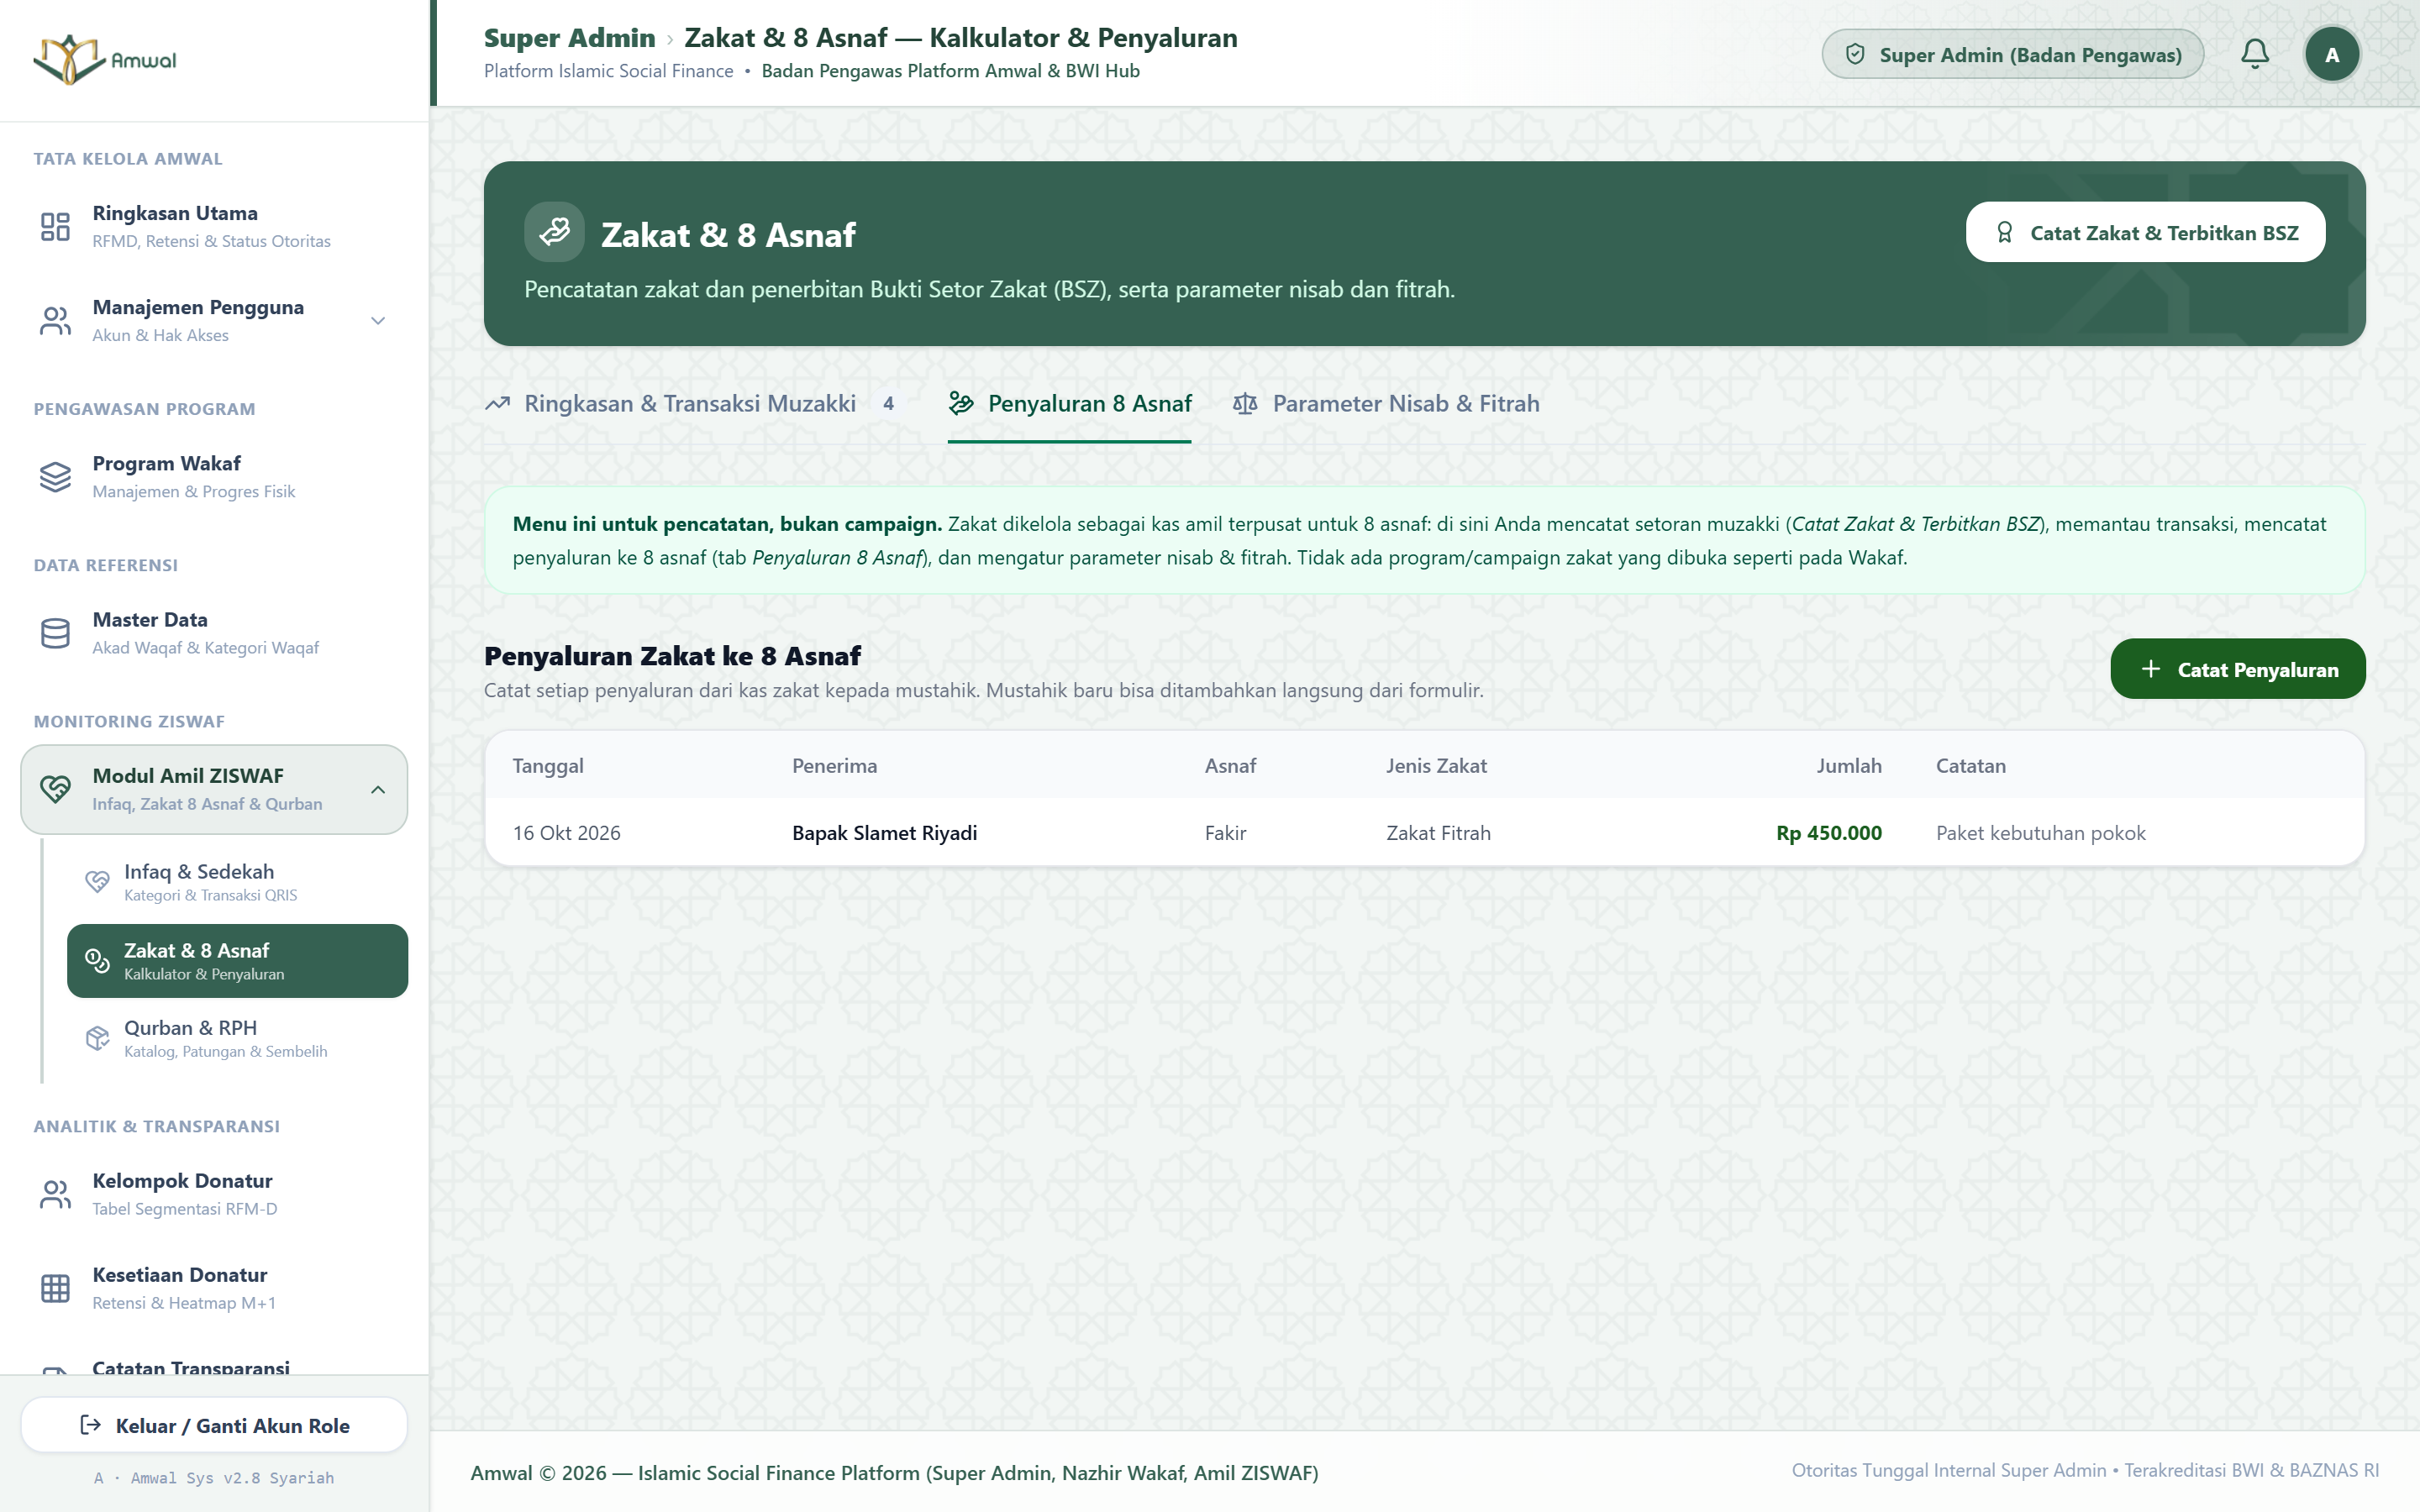 Amwal
TATA KELOLA AMWAL
Ringkasan Utama
RFMD, Retensi & Status Otoritas
Manajemen Pengguna
Akun & Hak Akses
PENGAWASAN PROGRAM
Program Wakaf
Manajemen & Progres Fisik
DATA REFERENSI
Master Data
Akad Waqaf & Kategori Waqaf
MONITORING ZISWAF
Modul Amil ZISWAF
Infaq, Zakat 8 Asnaf & Qurban
Infaq & Sedekah
Kategori & Transaksi QRIS
Zakat & 8 Asnaf
Kalkulator & Penyaluran
Qurban & RPH
Katalog, Patungan & Sembelih
ANALITIK & TRANSPARANSI
Kelompok Donatur
Tabel Segmentasi RFM-D
Kesetiaan Donatur
Retensi & Heatmap M+1
Catatan Transparansi
Keluar / Ganti Akun Role
A · Amwal Sys v2.8 Syariah
Super Admin › Zakat & 8 Asnaf — Kalkulator & Penyaluran
Platform Islamic Social Finance • Badan Pengawas Platform Amwal & BWI Hub
Super Admin (Badan Pengawas)
A
Zakat & 8 Asnaf
Pencatatan zakat dan penerbitan Bukti Setor Zakat (BSZ), serta parameter nisab dan fitrah.
Catat Zakat & Terbitkan BSZ
Ringkasan & Transaksi Muzakki 4
Penyaluran 8 Asnaf
Parameter Nisab & Fitrah
Menu ini untuk pencatatan, bukan campaign. Zakat dikelola sebagai kas amil terpusat untuk 8 asnaf: di sini Anda mencatat setoran muzakki (Catat Zakat & Terbitkan BSZ), memantau transaksi, mencatat
penyaluran ke 8 asnaf (tab Penyaluran 8 Asnaf), dan mengatur parameter nisab & fitrah. Tidak ada program/campaign zakat yang dibuka seperti pada Wakaf.
Penyaluran Zakat ke 8 Asnaf
Catat setiap penyaluran dari kas zakat kepada mustahik. Mustahik baru bisa ditambahkan langsung dari formulir.
Catat Penyaluran
Tanggal Penerima Asnaf Jenis Zakat Jumlah Catatan
16 Okt 2026 Bapak Slamet Riyadi Fakir Zakat Fitrah Rp 450.000 Paket kebutuhan pokok
Amwal © 2026 — Islamic Social Finance Platform (Super Admin, Nazhir Wakaf, Amil ZISWAF)
Otoritas Tunggal Internal Super Admin • Terakreditasi BWI & BAZNAS RI